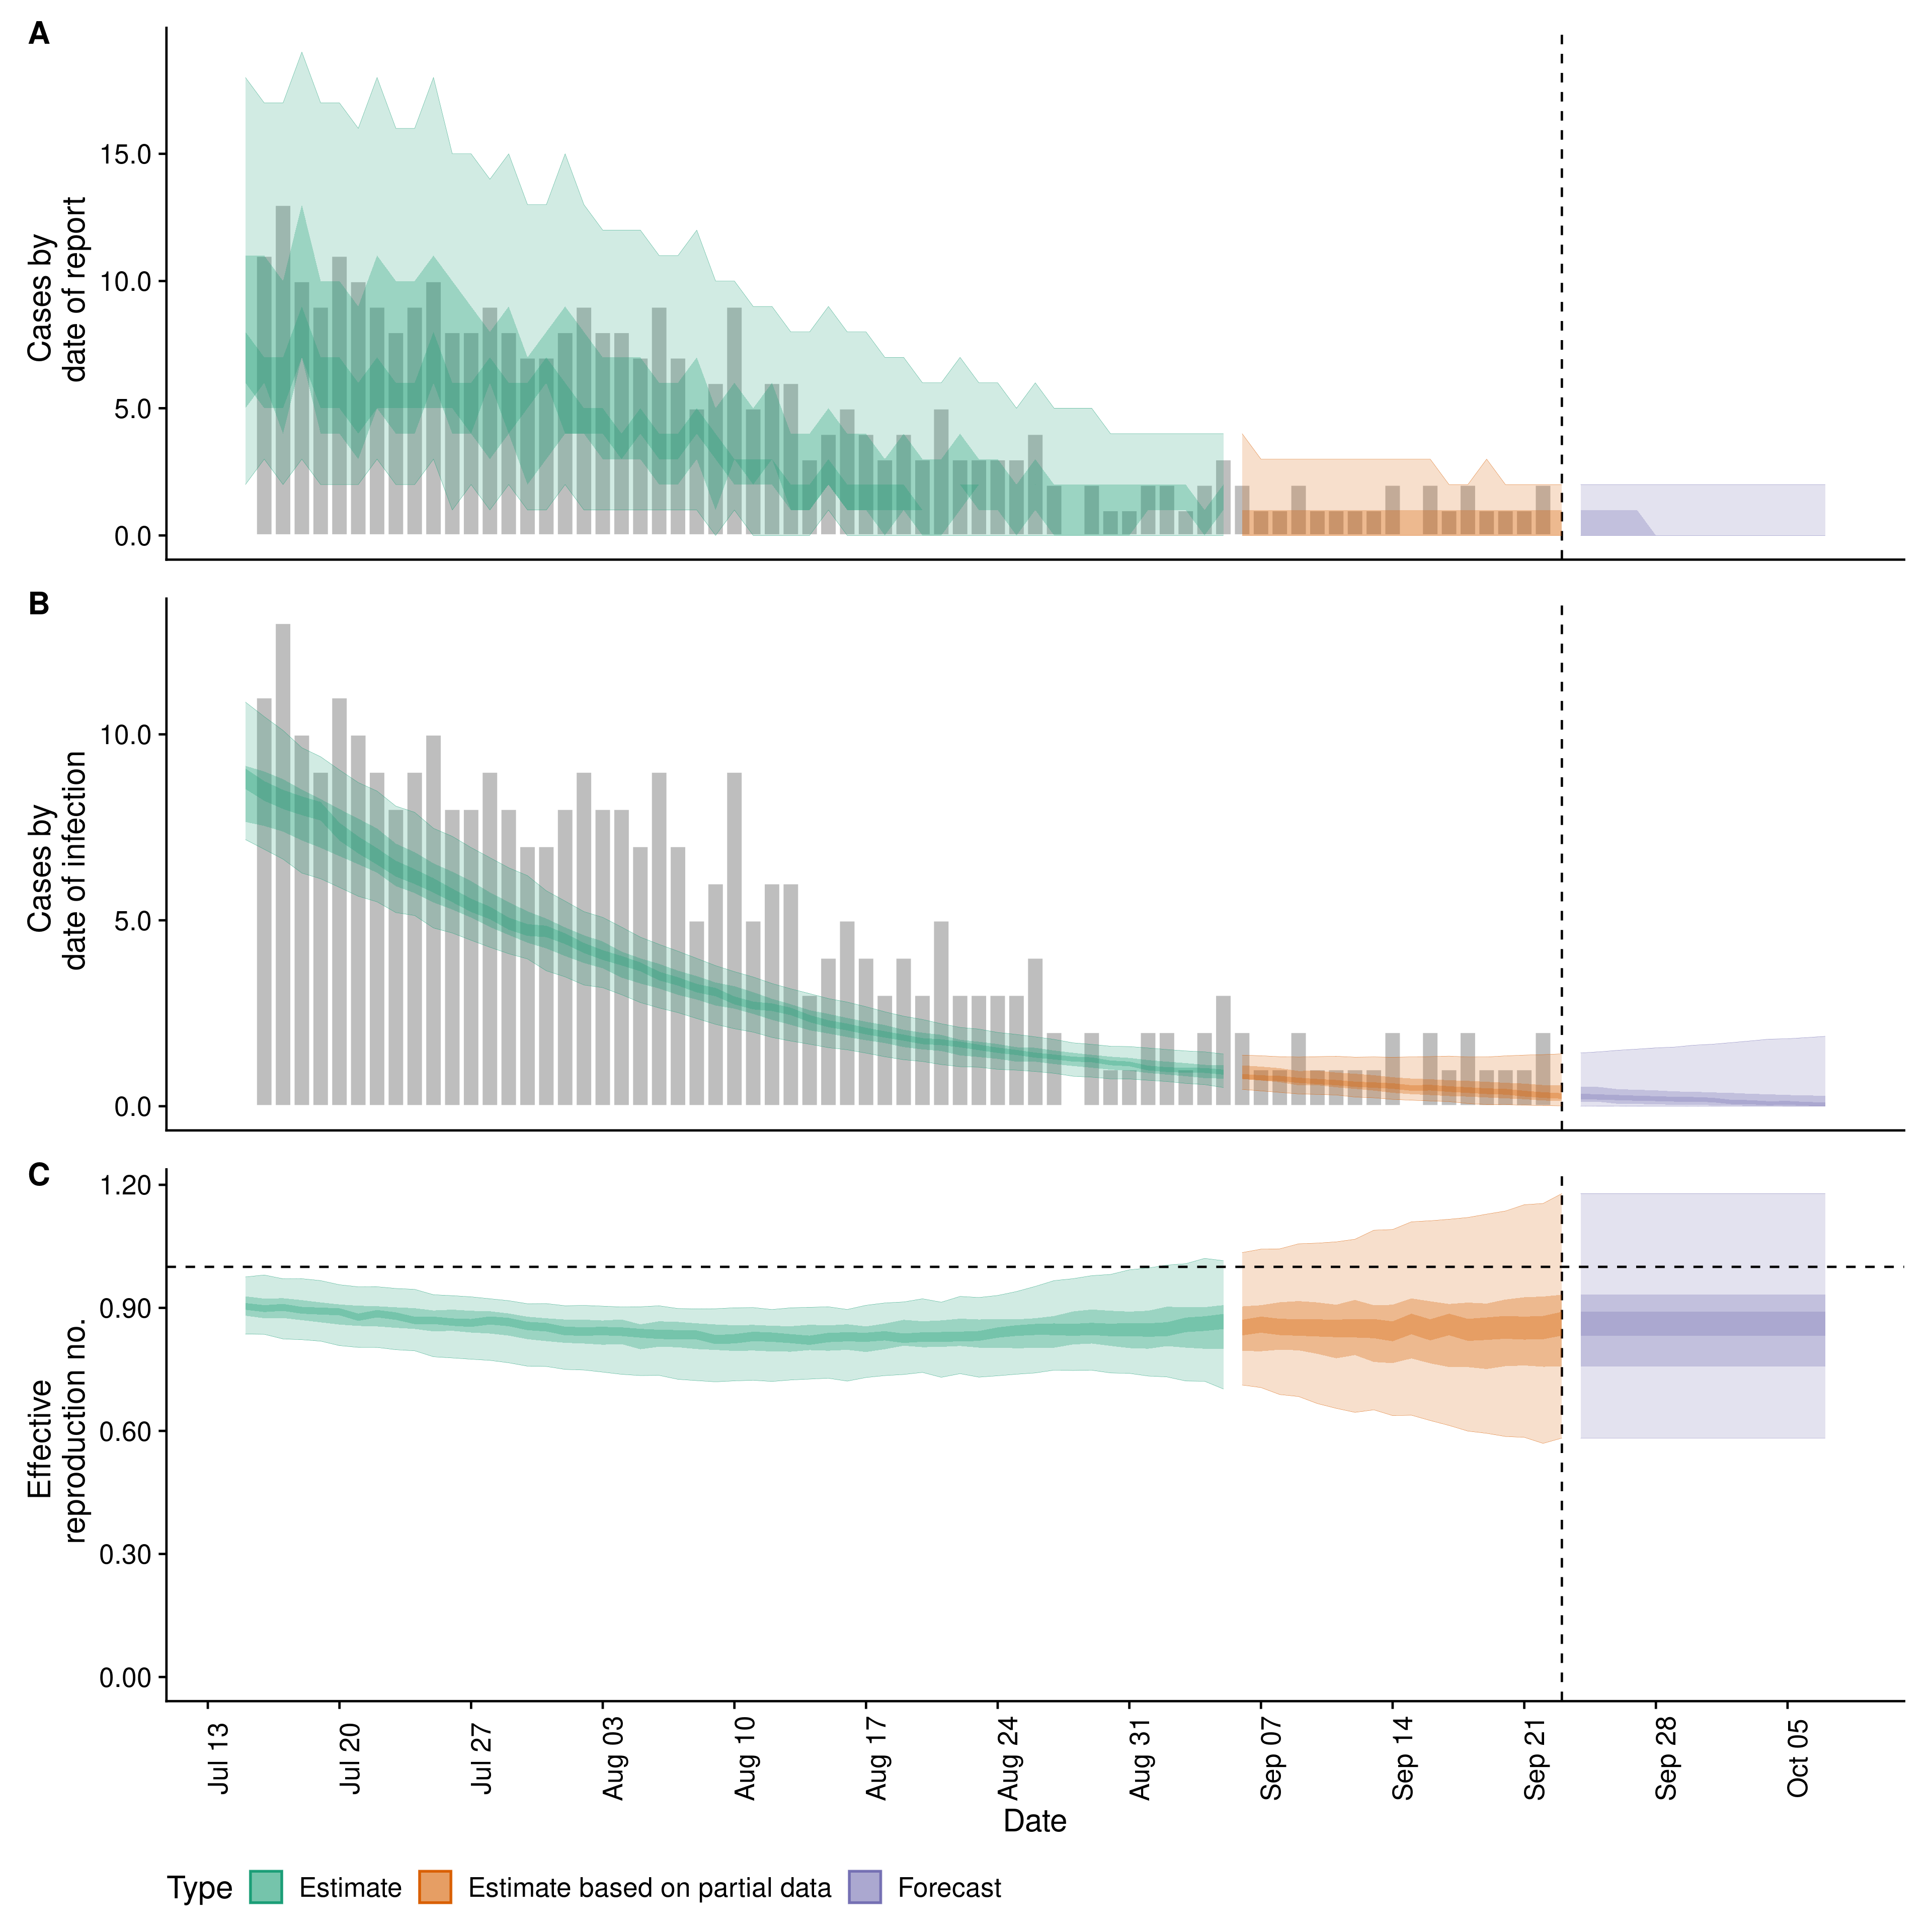 A
Cases by
date of report
15.0
10.0
5.0
0.0
B
Cases by
date of infection
10.0
5.0
0.0
C
Effective
reproduction no.
1.20
0.90
0.60
0.30
0.00
Jul 13
Jul 20
Jul 27
Aug 03
Aug 10
Aug 17
Aug 24
Aug 31
Sep 07
Sep 14
Sep 21
Sep 28
Oct 05
Date
Type Estimate Estimate based on partial data Forecast